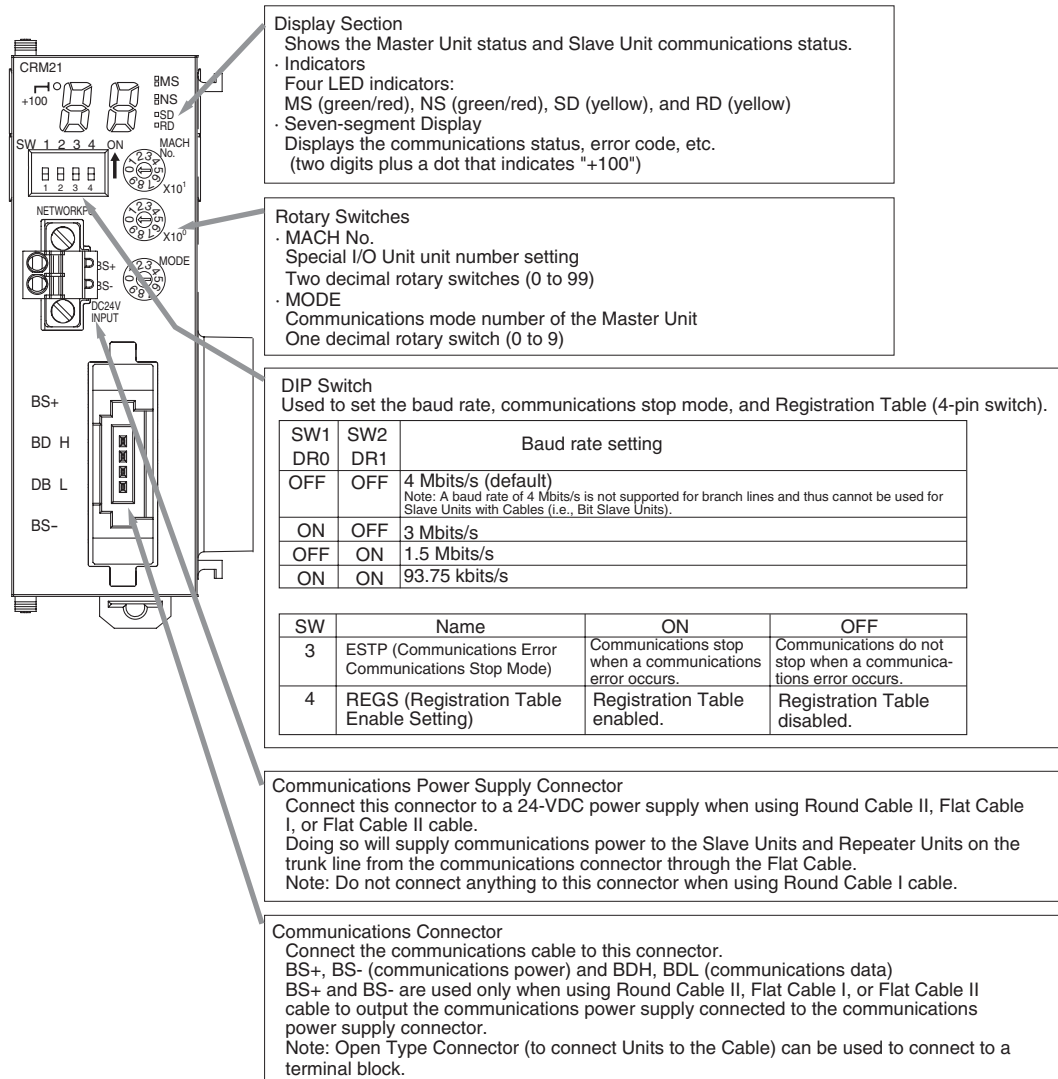 CRM21
+100
MS
NS
SD
RD
SW 1 2 3 4 ON
1 2 3 4
MACH
No.
X10¹
X10⁰
MODE
NETWORKP
BS+
BS-
DC24V
INPUT
BS+
BD H
DB L
BS-
Display Section
Shows the Master Unit status and Slave Unit communications status.
· Indicators
Four LED indicators:
MS (green/red), NS (green/red), SD (yellow), and RD (yellow)
· Seven-segment Display
Displays the communications status, error code, etc.
(two digits plus a dot that indicates "+100")
Rotary Switches
· MACH No.
Special I/O Unit unit number setting
Two decimal rotary switches (0 to 99)
· MODE
Communications mode number of the Master Unit
One decimal rotary switch (0 to 9)
DIP Switch
Used to set the baud rate, communications stop mode, and Registration Table (4-pin switch).
SW1 SW2 Baud rate setting
DR0 DR1
OFF OFF 4 Mbits/s (default)
Note: A baud rate of 4 Mbits/s is not supported for branch lines and thus cannot be used for
Slave Units with Cables (i.e., Bit Slave Units).
ON OFF 3 Mbits/s
OFF ON 1.5 Mbits/s
ON ON 93.75 kbits/s
SW Name ON OFF
3 ESTP (Communications Error
Communications Stop Mode)
Communications stop
when a communications
error occurs.
Communications do not
stop when a communica-
tions error occurs.
4 REGS (Registration Table
Enable Setting)
Registration Table
enabled.
Registration Table
disabled.
Communications Power Supply Connector
Connect this connector to a 24-VDC power supply when using Round Cable II, Flat Cable
I, or Flat Cable II cable.
Doing so will supply communications power to the Slave Units and Repeater Units on the
trunk line from the communications connector through the Flat Cable.
Note: Do not connect anything to this connector when using Round Cable I cable.
Communications Connector
Connect the communications cable to this connector.
BS+, BS- (communications power) and BDH, BDL (communications data)
BS+ and BS- are used only when using Round Cable II, Flat Cable I, or Flat Cable II
cable to output the communications power supply connected to the communications
power supply connector.
Note: Open Type Connector (to connect Units to the Cable) can be used to connect to a
terminal block.